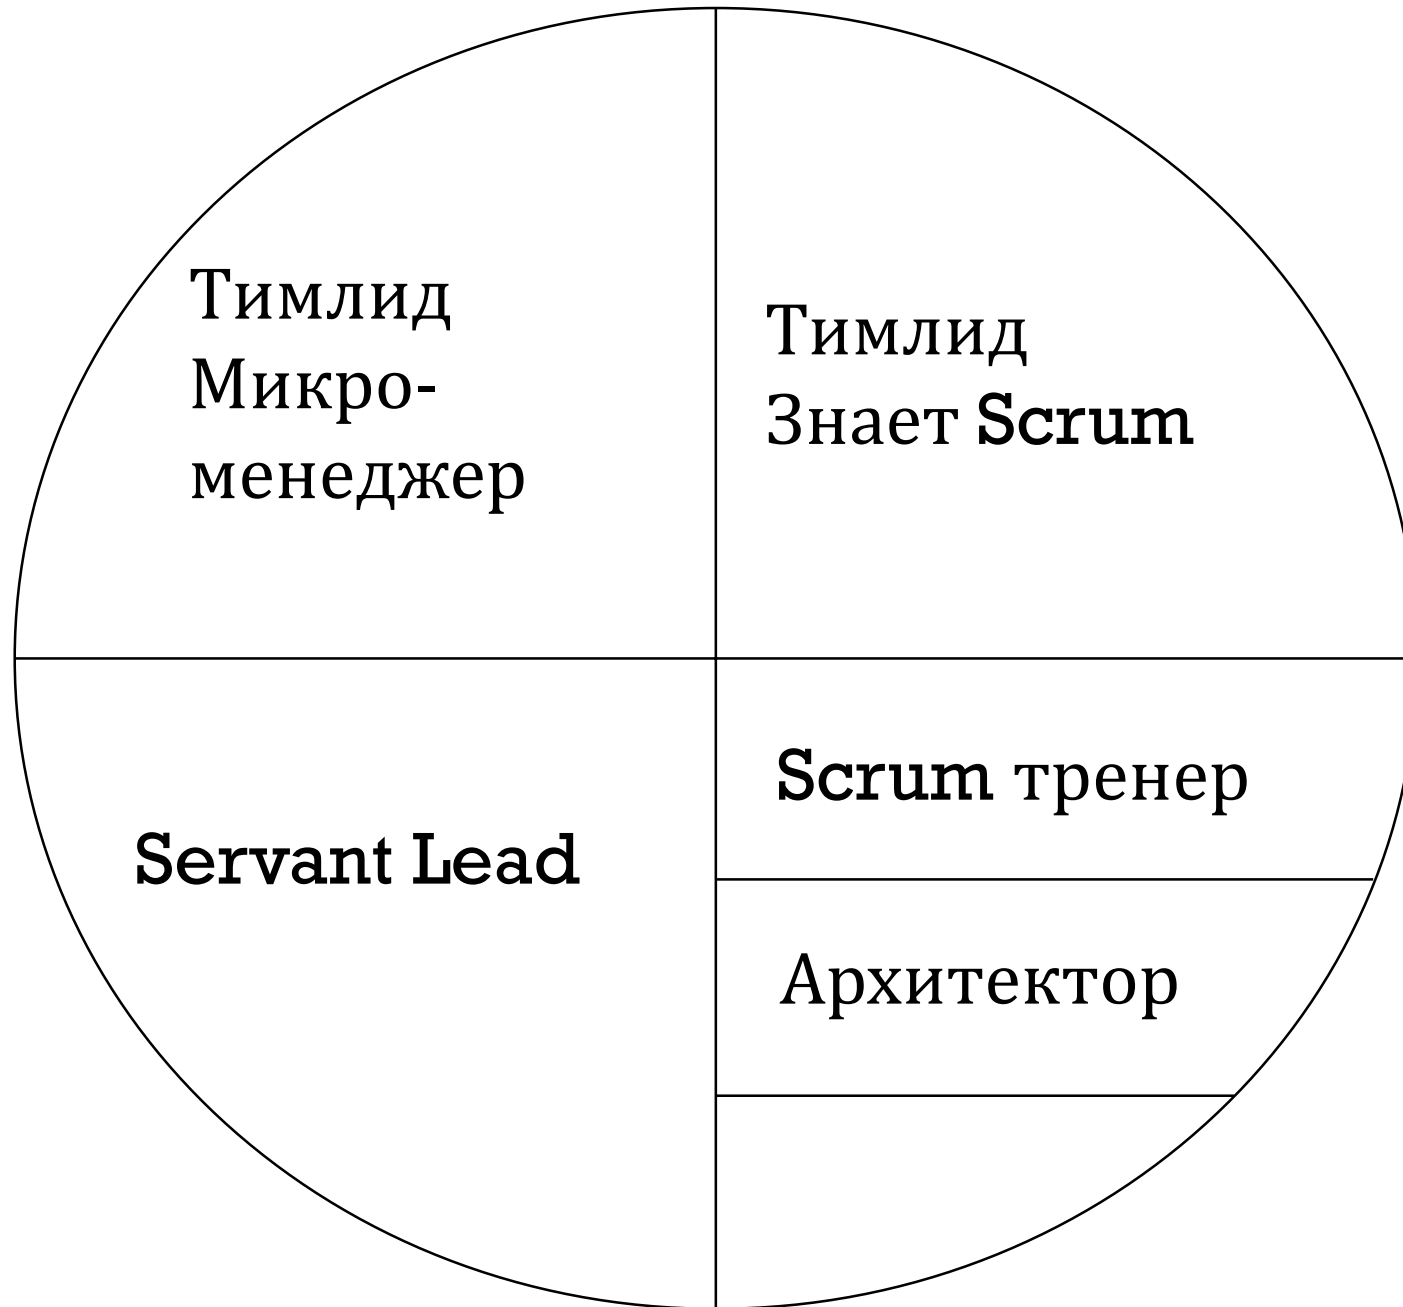 Тимлид
Микро-
менеджер
Тимлид
Знает Scrum
Servant Lead
Scrum тренер
Архитектор